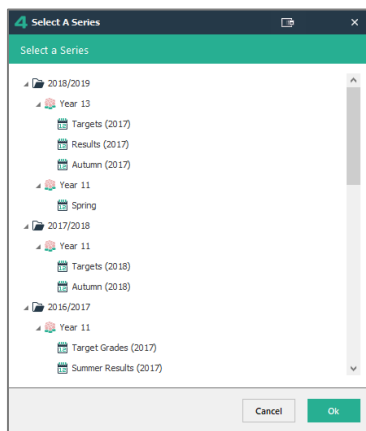 4 Select A Series
Select a Series
2018/2019
Year 13
Targets (2017)
Results (2017)
Autumn (2017)
Year 11
Spring
2017/2018
Year 11
Targets (2018)
Autumn (2018)
2016/2017
Year 11
Target Grades (2017)
Summer Results (2017)
Cancel Ok